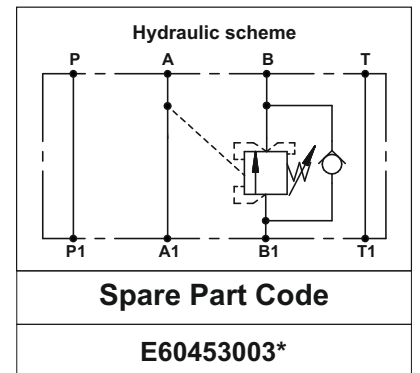 Hydraulic scheme
P A B T
P1 A1 B1 T1
Spare Part Code
E60453003*